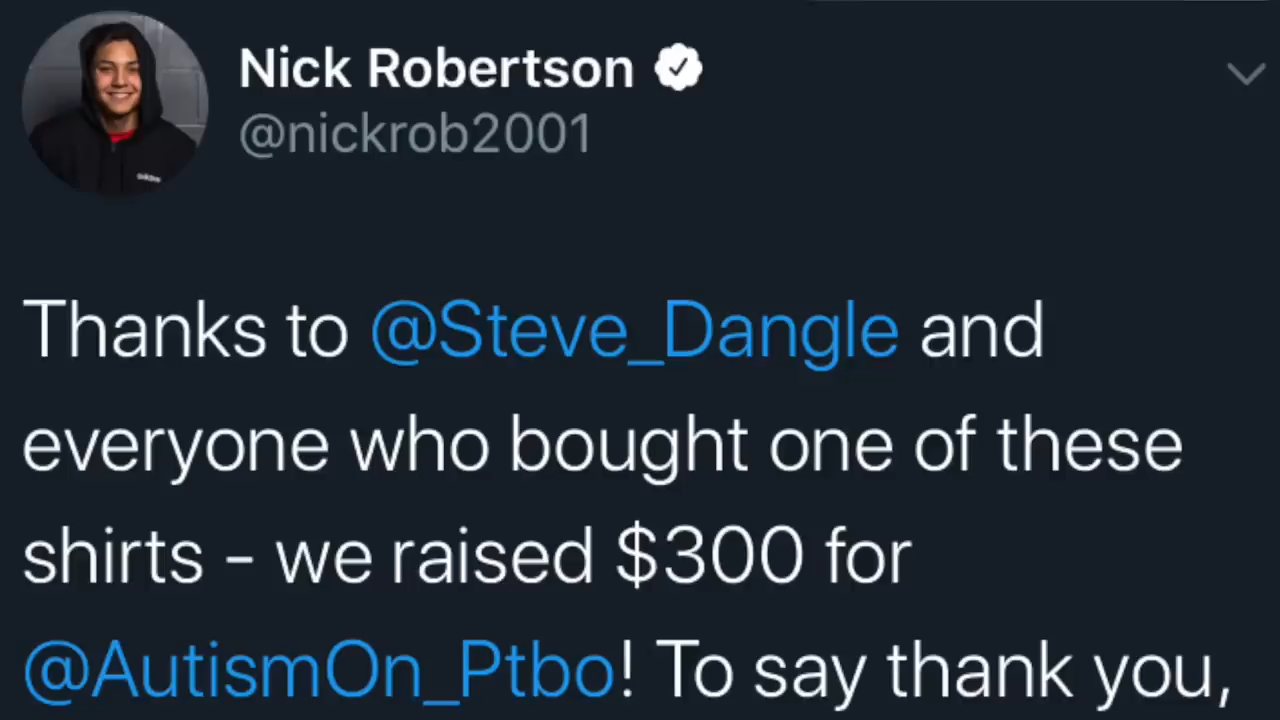 Nick Robertson
@nickrob2001
Thanks to @Steve_Dangle and
everyone who bought one of these
shirts - we raised $300 for
@AutismOn_Ptbo! To say thank you,